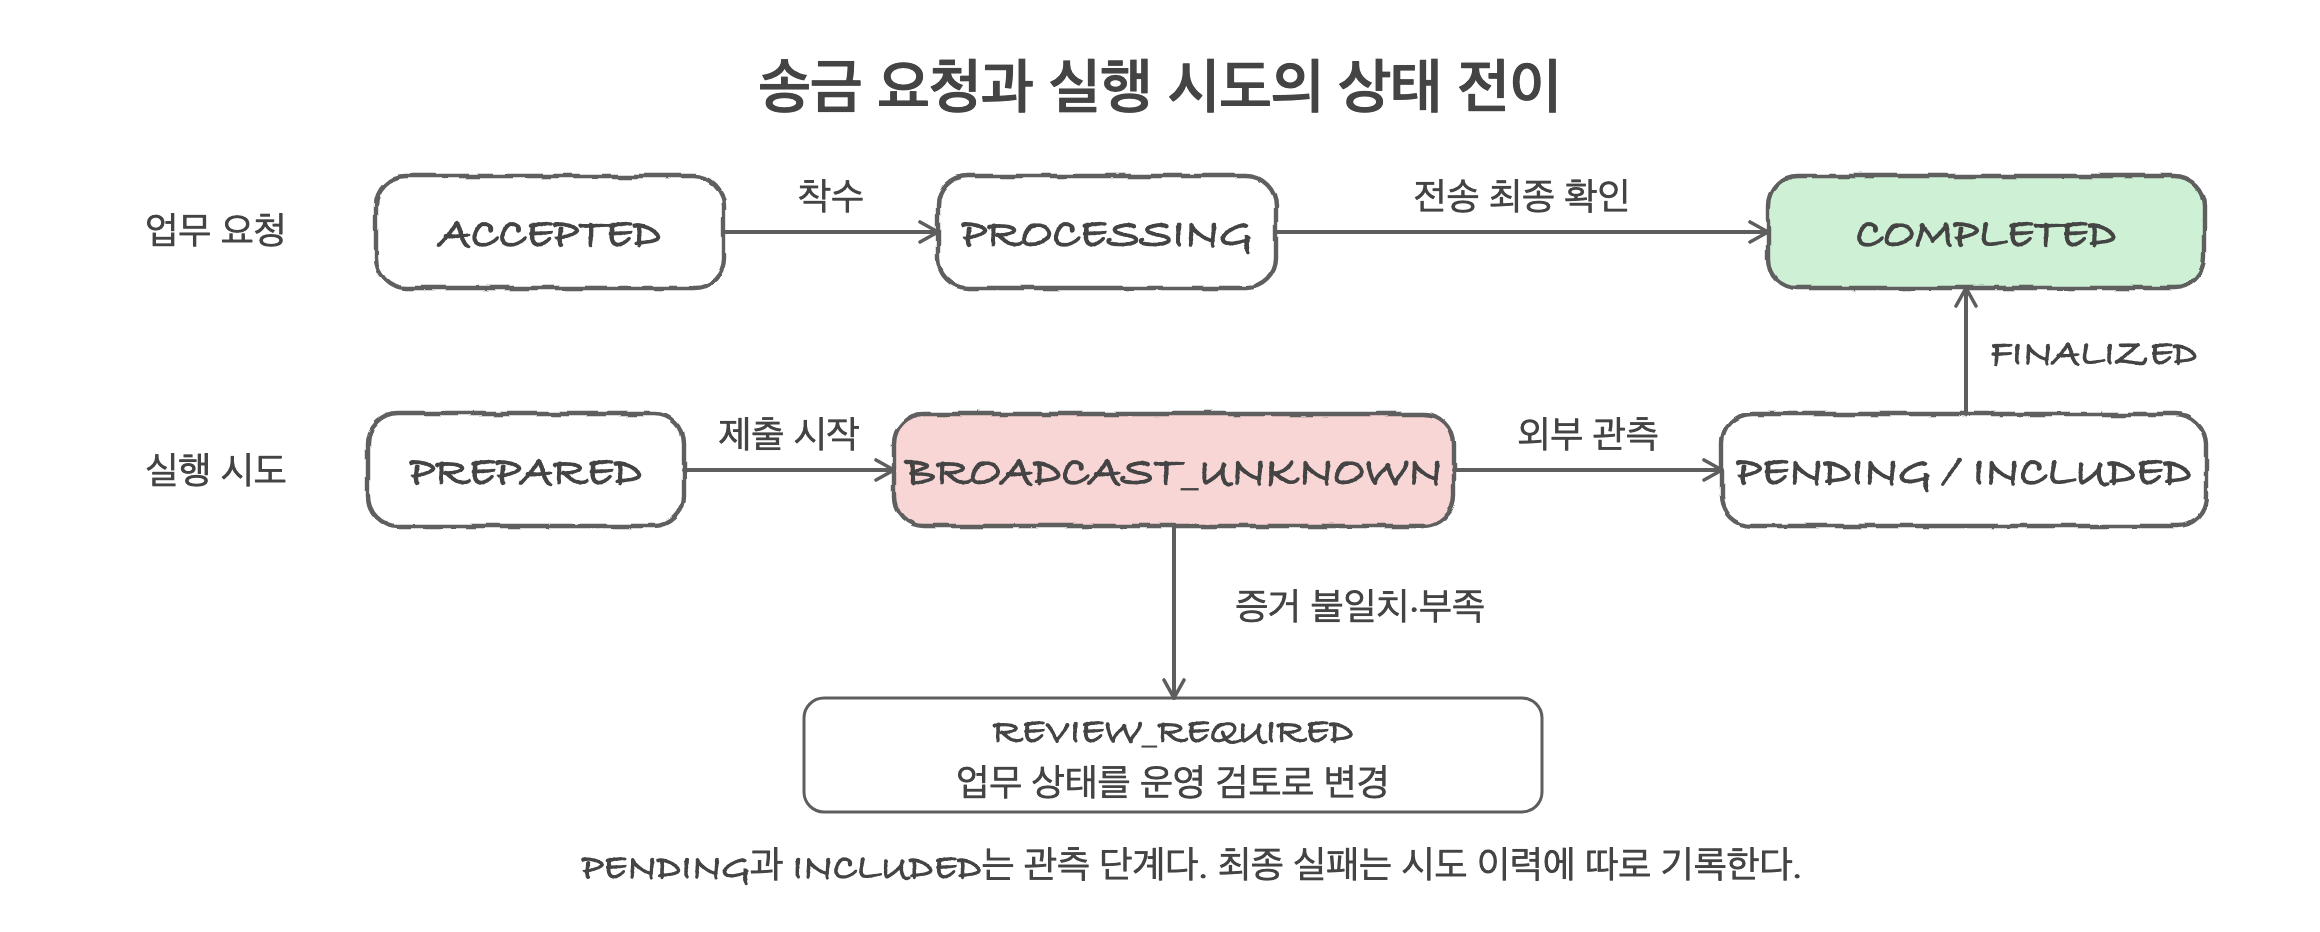 송금 요청과 실행 시도의 상태 전이
착수
전송 최종 확인
업무 요청
ACCEPTED
PROCESSING
COMPLETED
FINALIZED
제출 시작
외부 관측
실행 시도
PREPARED
BROADCAST_UNKNOWN
PENDING / INCLUDED
증거 불일치·부족
REVIEW_REQUIRED
업무 상태를 운영 검토로 변경
PENDING과 INCLUDED는 관측 단계다. 최종 실패는 시도 이력에 따로 기록한다.